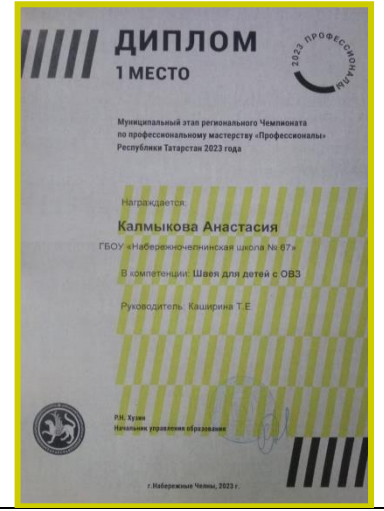 ДИПЛОМ
1 МЕСТО
2023 ПРОФЕССИОНАЛЫ
Муниципальный этап регионального Чемпионата
по профессиональному мастерству «Профессионалы»
Республики Татарстан 2023 года
Награждается:
Калмыкова Анастасия
ГБОУ «Набережночелнинская школа № 67»
В компетенции: Швея для детей с ОВЗ
Руководитель: Каширина Т.Е.
Р.Н. Хузин
Начальник управления образования
г.Набережные Челны, 2023 г.